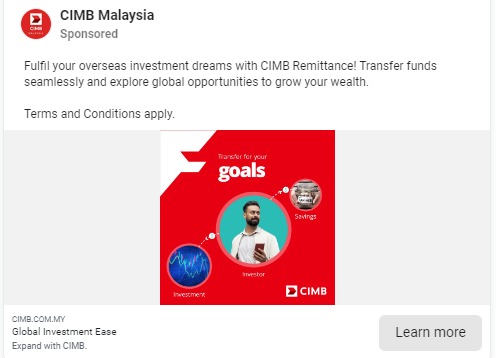 CIMB Malaysia
Sponsored
Fulfil your overseas investment dreams with CIMB Remittance! Transfer funds
seamlessly and explore global opportunities to grow your wealth.
Terms and Conditions apply.
Transfer for your
goals
Savings
Investor
Investment
CIMB
CIMB.COM.MY
Global Investment Ease
Expand with CIMB.
Learn more